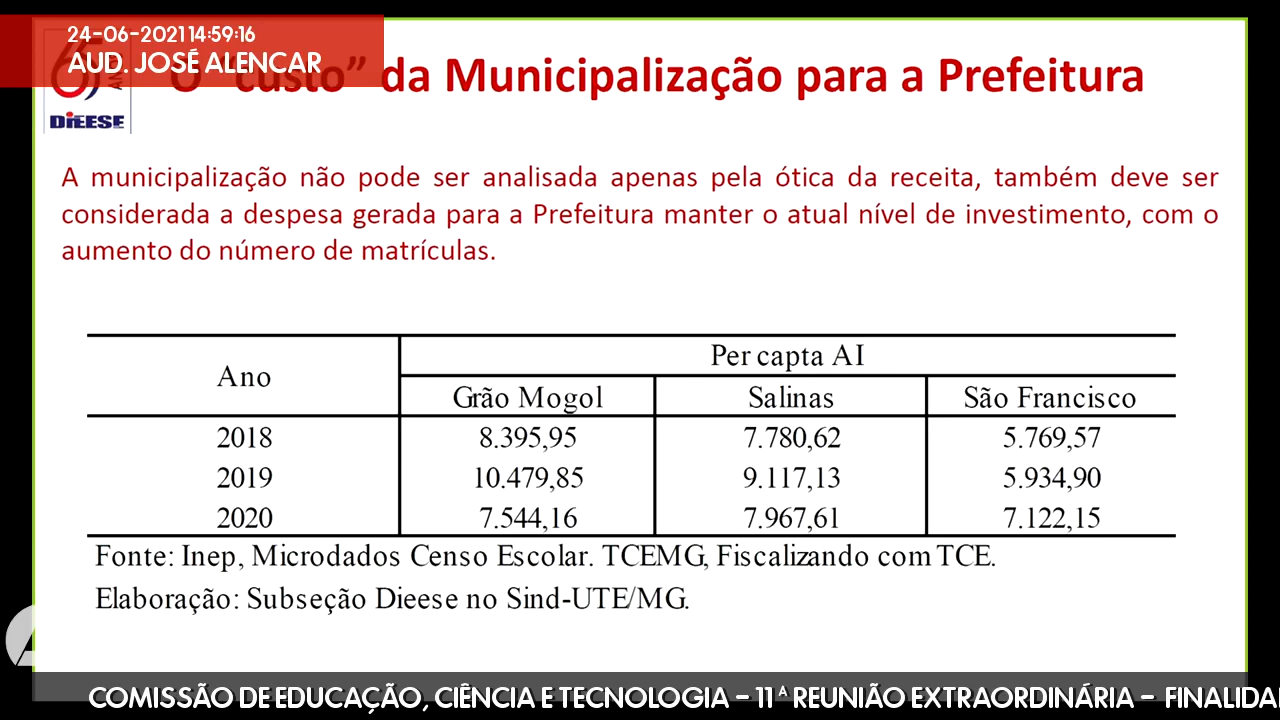 24-06-2021 14:59:16
AUD. JOSÉ ALENCAR
O "custo" da Municipalização para a Prefeitura
DIEESE
A municipalização não pode ser analisada apenas pela ótica da receita, também deve ser
considerada a despesa gerada para a Prefeitura manter o atual nível de investimento, com o
aumento do número de matrículas.
Ano
Per capta AI
Grão Mogol Salinas São Francisco
2018 8.395,95 7.780,62 5.769,57
2019 10.479,85 9.117,13 5.934,90
2020 7.544,16 7.967,61 7.122,15
Fonte: Inep, Microdados Censo Escolar. TCEMG, Fiscalizando com TCE.
Elaboração: Subseção Dieese no Sind-UTE/MG.
COMISSÃO DE EDUCAÇÃO, CIÊNCIA E TECNOLOGIA - 11ª REUNIÃO EXTRAORDINÁRIA - FINALIDA